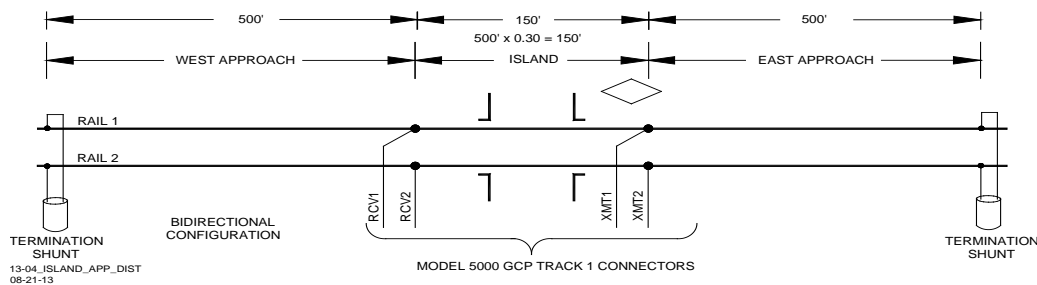 500' 150' 500'
500' x 0.30 = 150'
WEST APPROACH ISLAND EAST APPROACH
RAIL 1
RAIL 2
RCV1
RCV2
XMT1
XMT2
BIDIRECTIONAL
CONFIGURATION
TERMINATION
SHUNT
13-04_ISLAND_APP_DIST
08-21-13
MODEL 5000 GCP TRACK 1 CONNECTORS
TERMINATION
SHUNT